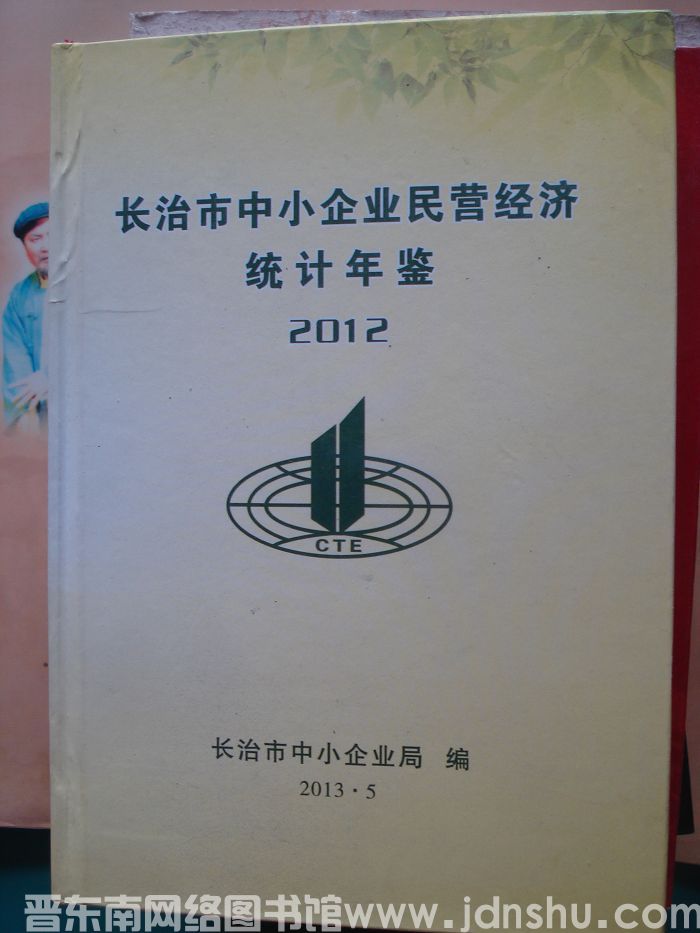 长治市中小企业民营经济
统计年鉴
2012
CTE
长治市中小企业局 编
2013·5
晋东南网络图书馆www.jdnshu.com